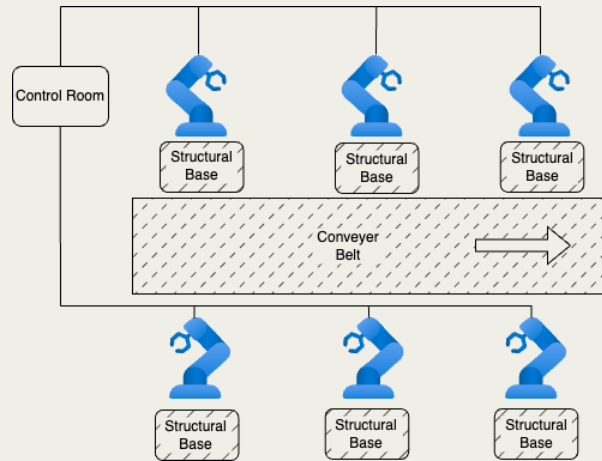 Control Room
Structural
Base
Structural
Base
Structural
Base
Conveyer
Belt
Structural
Base
Structural
Base
Structural
Base